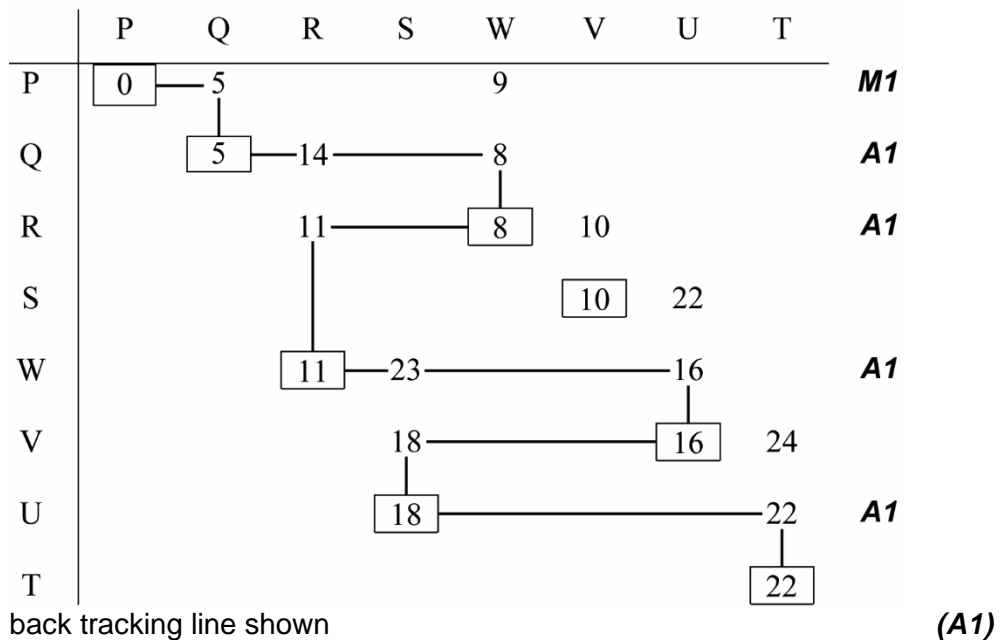 P Q R S W V U T
P 0 5 9 M1
Q 5 14 8 A1
R 11 8 10 A1
S 10 22
W 11 23 16 A1
V 18 16 24
U 18 22 A1
T 22
back tracking line shown (A1)